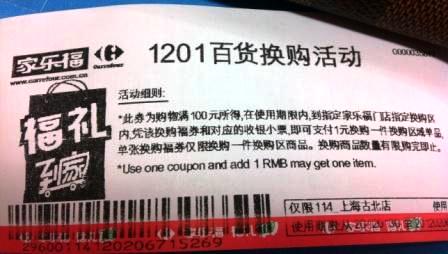 家乐福 Carrefour 1201百货换购活动
www.carrefour.com.cn
活动细则:
*此券为购物满100元所得,在使用期限内,到指定家乐福门店指定换购区
内,凭该换购福券和对应的收银小票,即可支付1元换购一件换购区域单品,
单张换购福券仅限换购一件换购区商品。换购商品数量有限,购完即止。
*Use one coupon and add 1 RMB may get one item.
福礼
到家
仅限114 上海古北店
使用期限
29600114120206715269